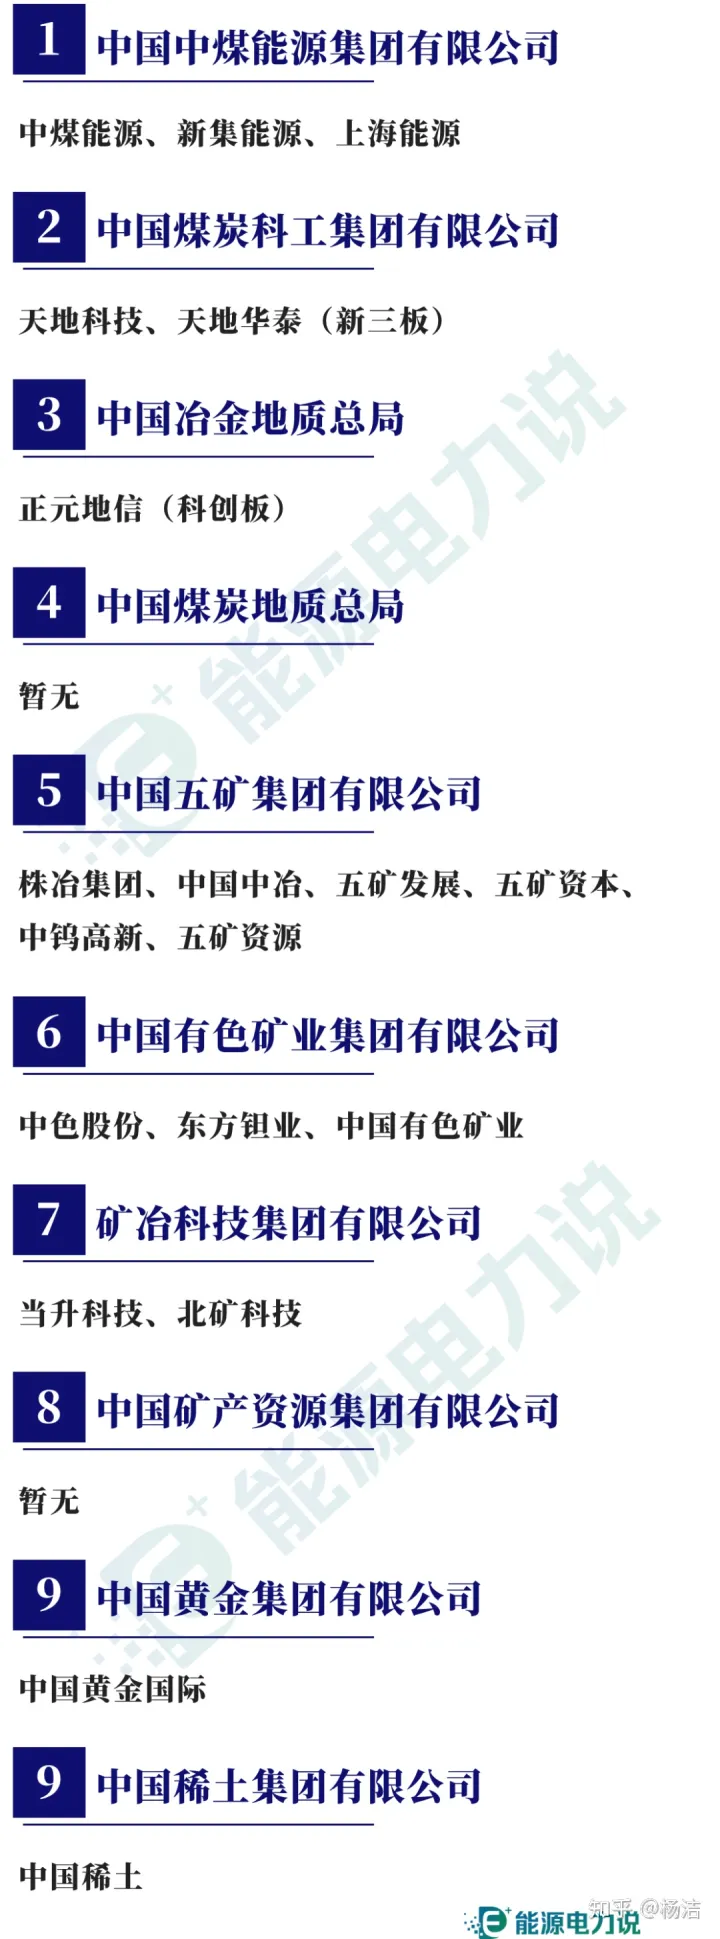 1 中国中煤能源集团有限公司
中煤能源、新集能源、上海能源
2 中国煤炭科工集团有限公司
天地科技、天地华泰（新三板）
3 中国冶金地质总局
正元地信（科创板）
4 中国煤炭地质总局
暂无
5 中国五矿集团有限公司
株冶集团、中国中冶、五矿发展、五矿资本、
中钨高新、五矿资源
6 中国有色矿业集团有限公司
中色股份、东方钽业、中国有色矿业
7 矿冶科技集团有限公司
当升科技、北矿科技
8 中国矿产资源集团有限公司
暂无
9 中国黄金集团有限公司
中国黄金国际
9 中国稀土集团有限公司
中国稀土
知乎 @杨洁
能源电力说
能源电力说
能源电力说